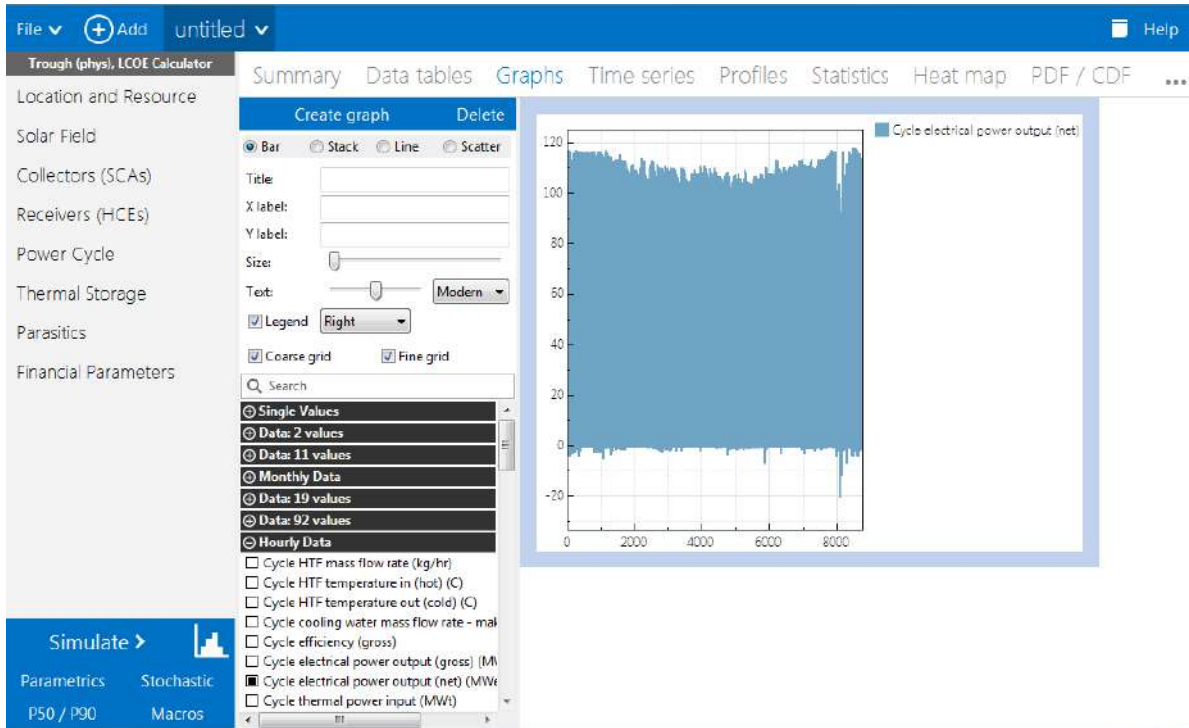 File Add untitled Help
Trough (phys), LCOE Calculator
Location and Resource
Solar Field
Collectors (SCAs)
Receivers (HCEs)
Power Cycle
Thermal Storage
Parasitics
Financial Parameters
Simulate >
Parametrics Stochastic
P50 / P90 Macros
Summary Data tables Graphs Time series Profiles Statistics Heat map PDF / CDF ...
Create graph Delete
Bar Stack Line Scatter
Title:
X label:
Y label:
Size:
Text: Modern
Legend Right
Coarse grid Fine grid
Search
Single Values
Data: 2 values
Data: 11 values
Monthly Data
Data: 19 values
Data: 92 values
Hourly Data
Cycle HTF mass flow rate (kg/hr)
Cycle HTF temperature in (hot) (C)
Cycle HTF temperature out (cold) (C)
Cycle cooling water mass flow rate - mak
Cycle efficiency (gross)
Cycle electrical power output (gross) (MW
Cycle electrical power output (net) (MWe
Cycle thermal power input (MWt)
Cycle electrical power output (net)
120
100
80
60
40
20
0
-20
0 2000 4000 6000 8000